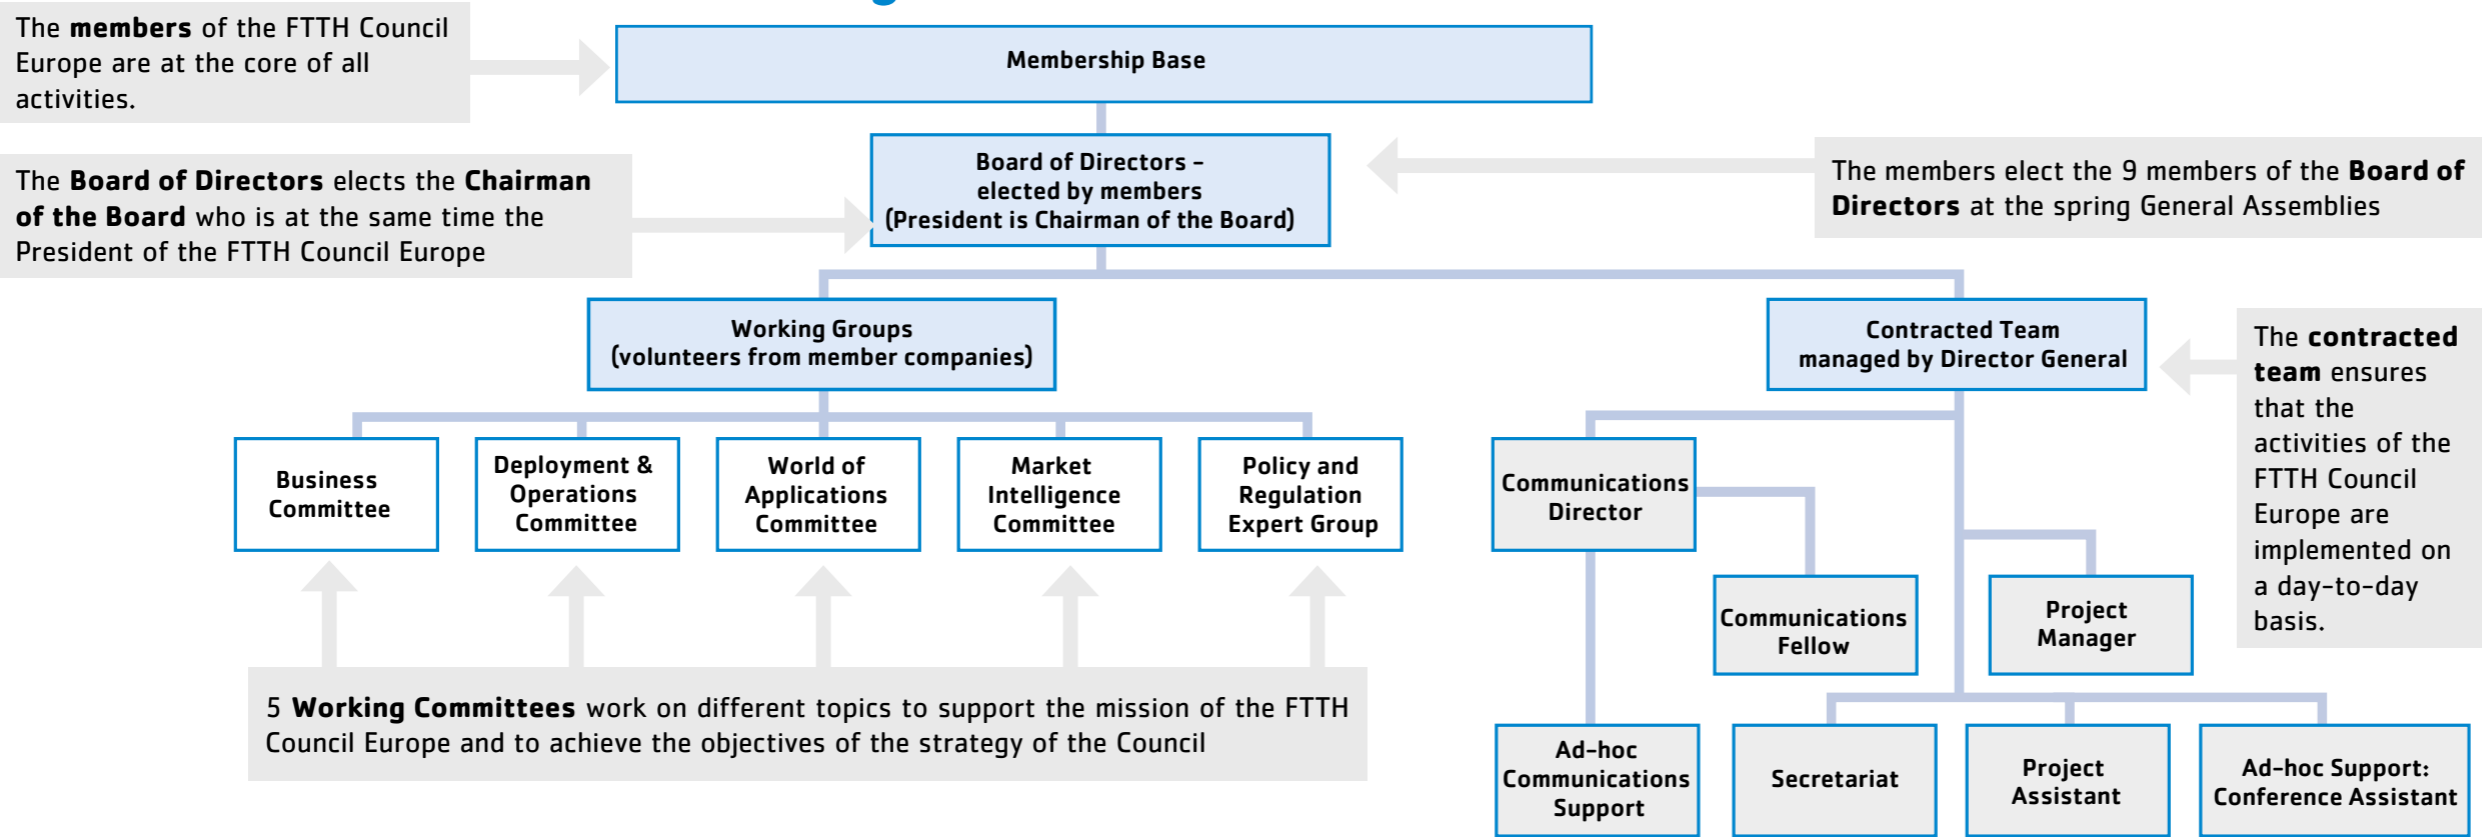 The members of the FTTH Council
Europe are at the core of all
activities.
Membership Base
The Board of Directors elects the Chairman
of the Board who is at the same time the
President of the FTTH Council Europe
Board of Directors –
elected by members
(President is Chairman of the Board)
The members elect the 9 members of the Board of
Directors at the spring General Assemblies
Working Groups
(volunteers from member companies)
Contracted Team
managed by Director General
The contracted
team ensures
that the
activities of the
FTTH Council
Europe are
implemented on
a day-to-day
basis.
Business
Committee
Deployment &
Operations
Committee
World of
Applications
Committee
Market
Intelligence
Committee
Policy and
Regulation
Expert Group
Communications
Director
Communications
Fellow
Project
Manager
5 Working Committees work on different topics to support the mission of the FTTH
Council Europe and to achieve the objectives of the strategy of the Council
Ad-hoc
Communications
Support
Secretariat
Project
Assistant
Ad-hoc Support:
Conference Assistant